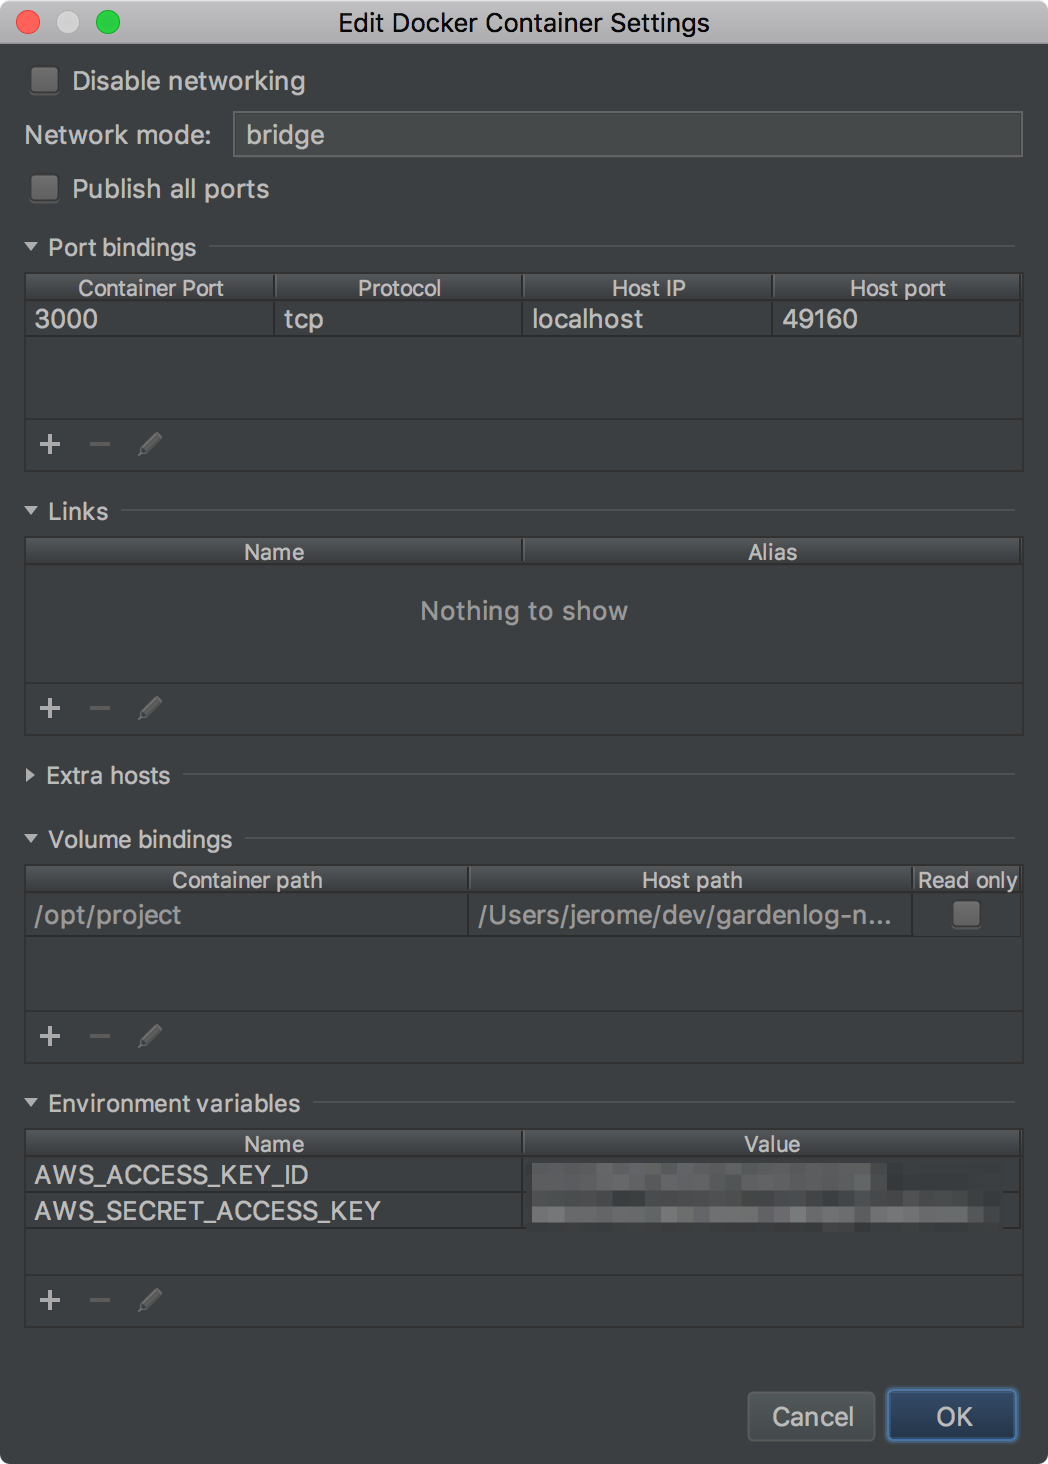 Edit Docker Container Settings
Disable networking
Network mode: bridge
Publish all ports
Port bindings
Container Port Protocol Host IP Host port
3000 tcp localhost 49160
Links
Name Alias
Nothing to show
Extra hosts
Volume bindings
Container path Host path Read only
/opt/project /Users/jerome/dev/gardenlog-n...
Environment variables
Name Value
AWS_ACCESS_KEY_ID
AWS_SECRET_ACCESS_KEY
Cancel OK